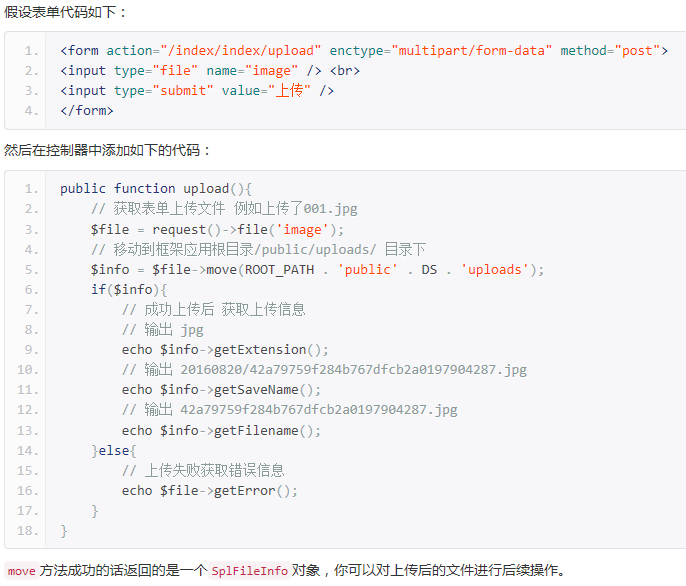 假设表单代码如下：
1. <form action="/index/index/upload" enctype="multipart/form-data" method="post">
2. <input type="file" name="image" /> <br>
3. <input type="submit" value="上传" />
4. </form>
然后在控制器中添加如下的代码：
1. public function upload(){
2.     // 获取表单上传文件 例如上传了001.jpg
3.     $file = request()->file('image');
4.     // 移动到框架应用根目录/public/uploads/ 目录下
5.     $info = $file->move(ROOT_PATH . 'public' . DS . 'uploads');
6.     if($info){
7.         // 成功上传后 获取上传信息
8.         // 输出 jpg
9.         echo $info->getExtension();
10.         // 输出 20160820/42a79759f284b767dfcb2a0197904287.jpg
11.         echo $info->getSaveName();
12.         // 输出 42a79759f284b767dfcb2a0197904287.jpg
13.         echo $info->getFilename();
14.     }else{
15.         // 上传失败获取错误信息
16.         echo $file->getError();
17.     }
18. }
move 方法成功的话返回的是一个 SplFileInfo 对象，你可以对上传后的文件进行后续操作。